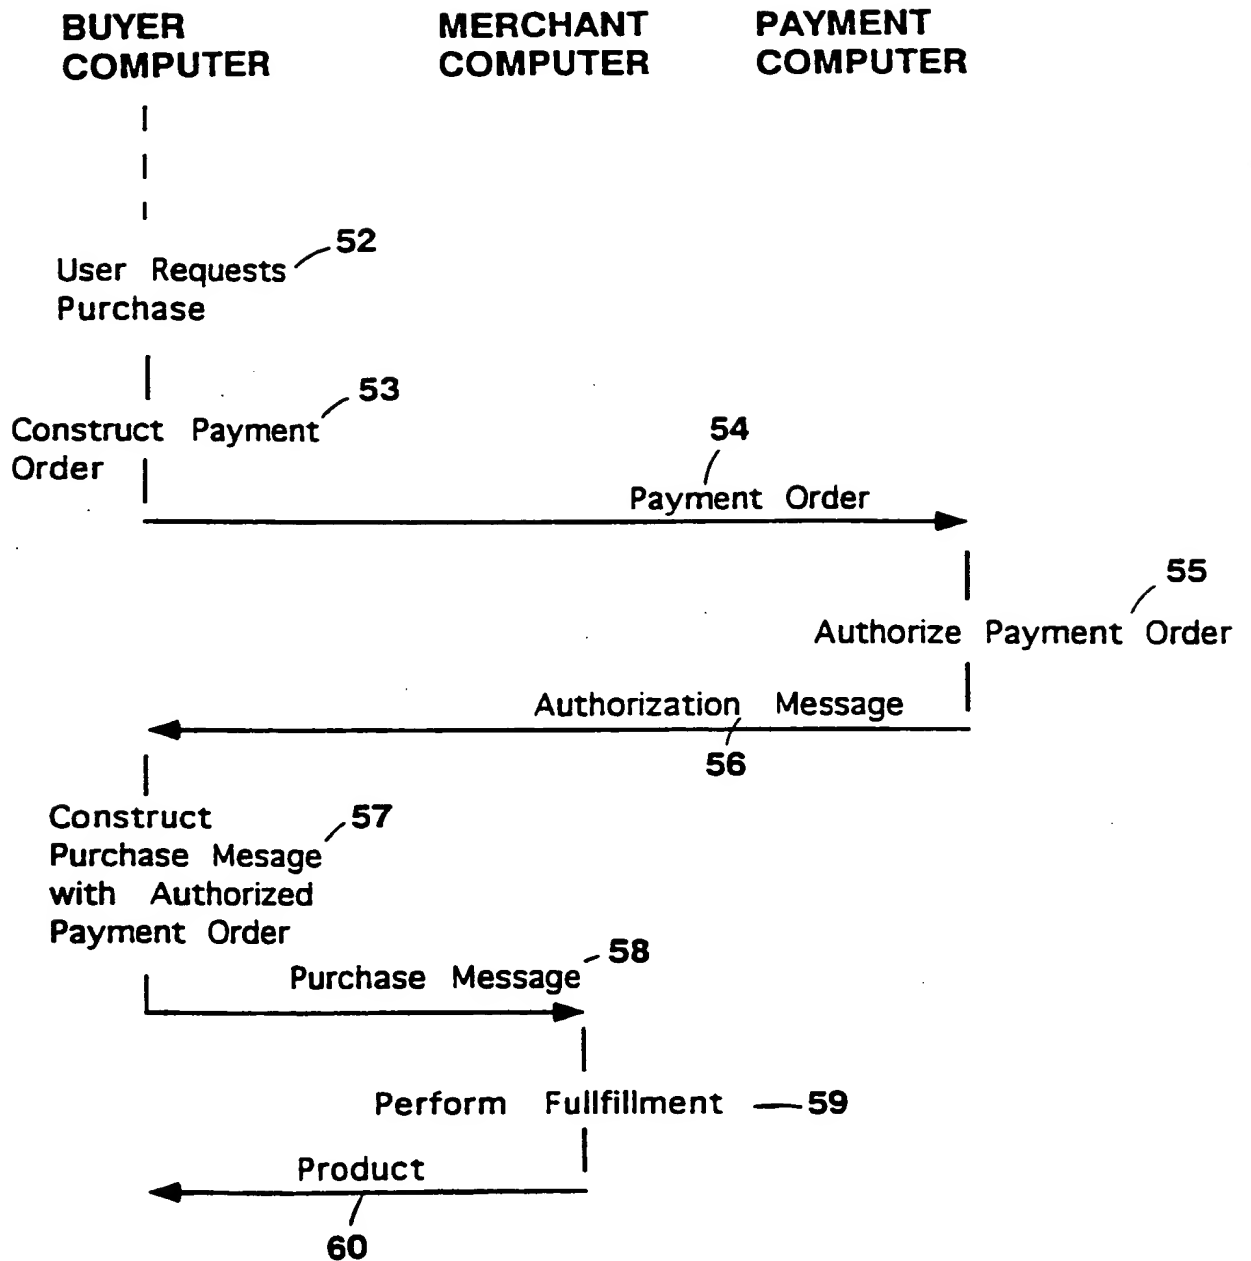 BUYER
COMPUTER
MERCHANT
COMPUTER
PAYMENT
COMPUTER
52
User Requests
Purchase
53
Construct Payment
Order
54
Payment Order
55
Authorize Payment Order
Authorization Message
56
Construct
57
Purchase Mesage
with Authorized
Payment Order
58
Purchase Message
Perform Fullfillment
59
Product
60